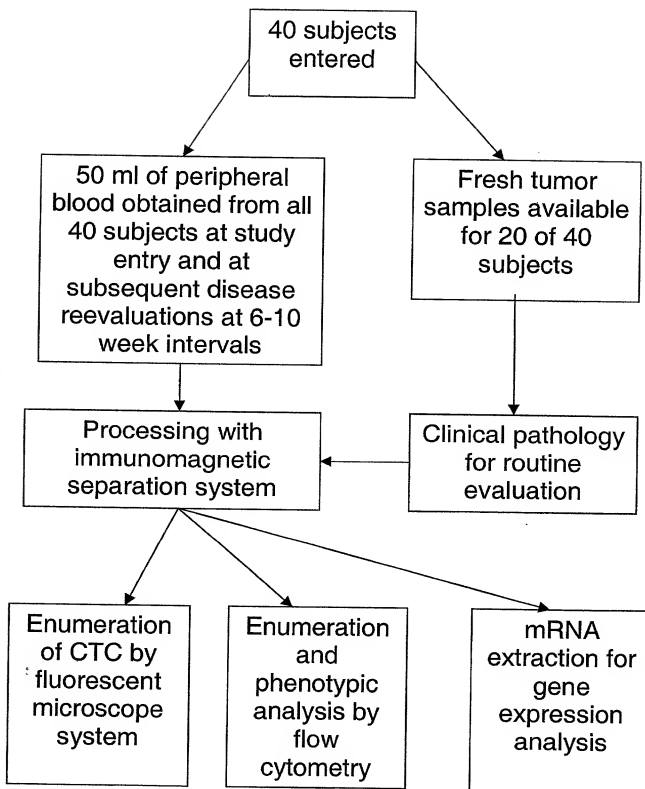 40 subjects
entered
50 ml of peripheral
blood obtained from all
40 subjects at study
entry and at
subsequent disease
reevaluations at 6-10
week intervals
Fresh tumor
samples available
for 20 of 40
subjects
Processing with
immunomagnetic
separation system
Clinical pathology
for routine
evaluation
Enumeration
of CTC by
fluorescent
microscope
system
Enumeration
and
phenotypic
analysis by
flow
cytometry
mRNA
extraction for
gene
expression
analysis